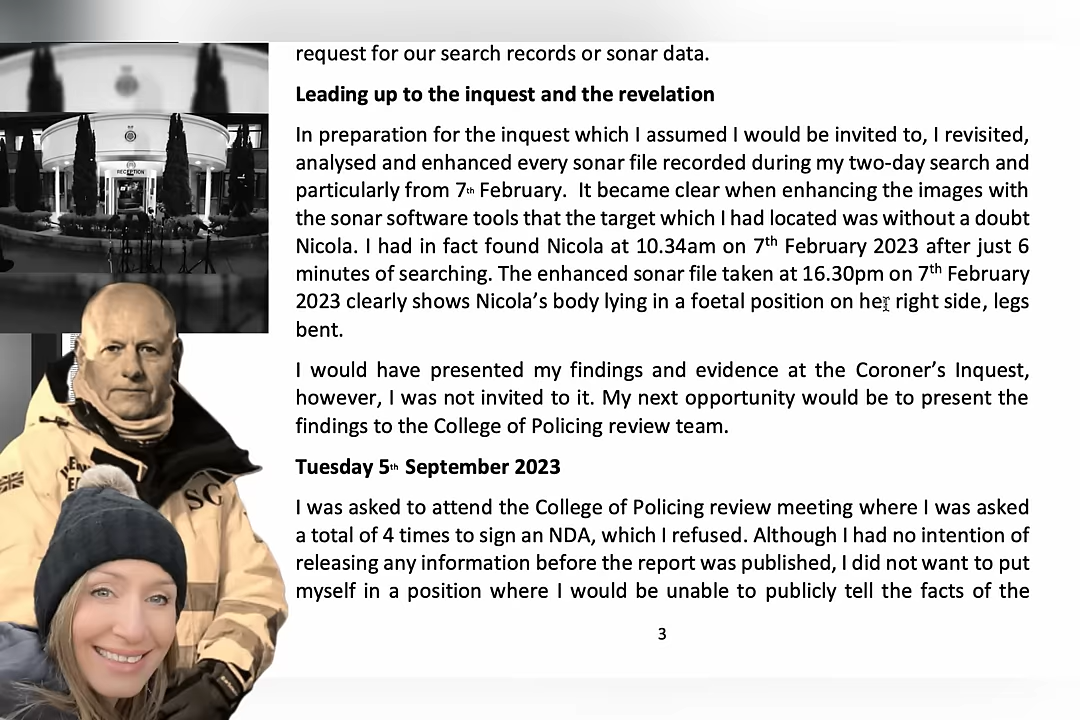 request for our search records or sonar data.
Leading up to the inquest and the revelation
In preparation for the inquest which I assumed I would be invited to, I revisited,
analysed and enhanced every sonar file recorded during my two-day search and
particularly from 7th February. It became clear when enhancing the images with
the sonar software tools that the target which I had located was without a doubt
Nicola. I had in fact found Nicola at 10.34am on 7th February 2023 after just 6
minutes of searching. The enhanced sonar file taken at 16.30pm on 7th February
2023 clearly shows Nicola’s body lying in a foetal position on her right side, legs
bent.
I would have presented my findings and evidence at the Coroner’s Inquest,
however, I was not invited to it. My next opportunity would be to present the
findings to the College of Policing review team.
Tuesday 5th September 2023
I was asked to attend the College of Policing review meeting where I was asked
a total of 4 times to sign an NDA, which I refused. Although I had no intention of
releasing any information before the report was published, I did not want to put
myself in a position where I would be unable to publicly tell the facts of the
3
RECEPTION
SG